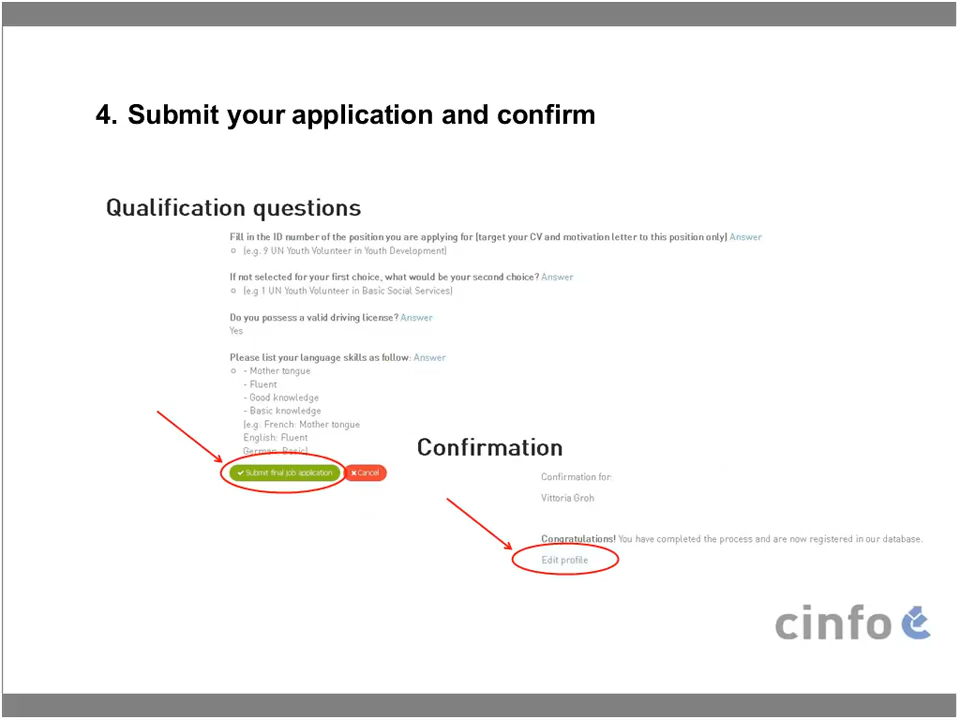 4. Submit your application and confirm
Qualification questions
Fill in the ID number of the position you are applying for (target your CV and motivation letter to this position only) Answer
(e.g. 9 UN Youth Volunteer in Youth Development)
If not selected for your first choice, what would be your second choice? Answer
(e.g 1 UN Youth Volunteer in Basic Social Services)
Do you possess a valid driving license? Answer
Yes
Please list your language skills as follow: Answer
- Mother tongue
- Fluent
- Good knowledge
- Basic knowledge
(e.g. French: Mother tongue
English: Fluent
German: Basic)
Submit final job application Cancel
Confirmation
Confirmation for:
Vittoria Groh
Congratulations! You have completed the process and are now registered in our database.
Edit profile
cinfo